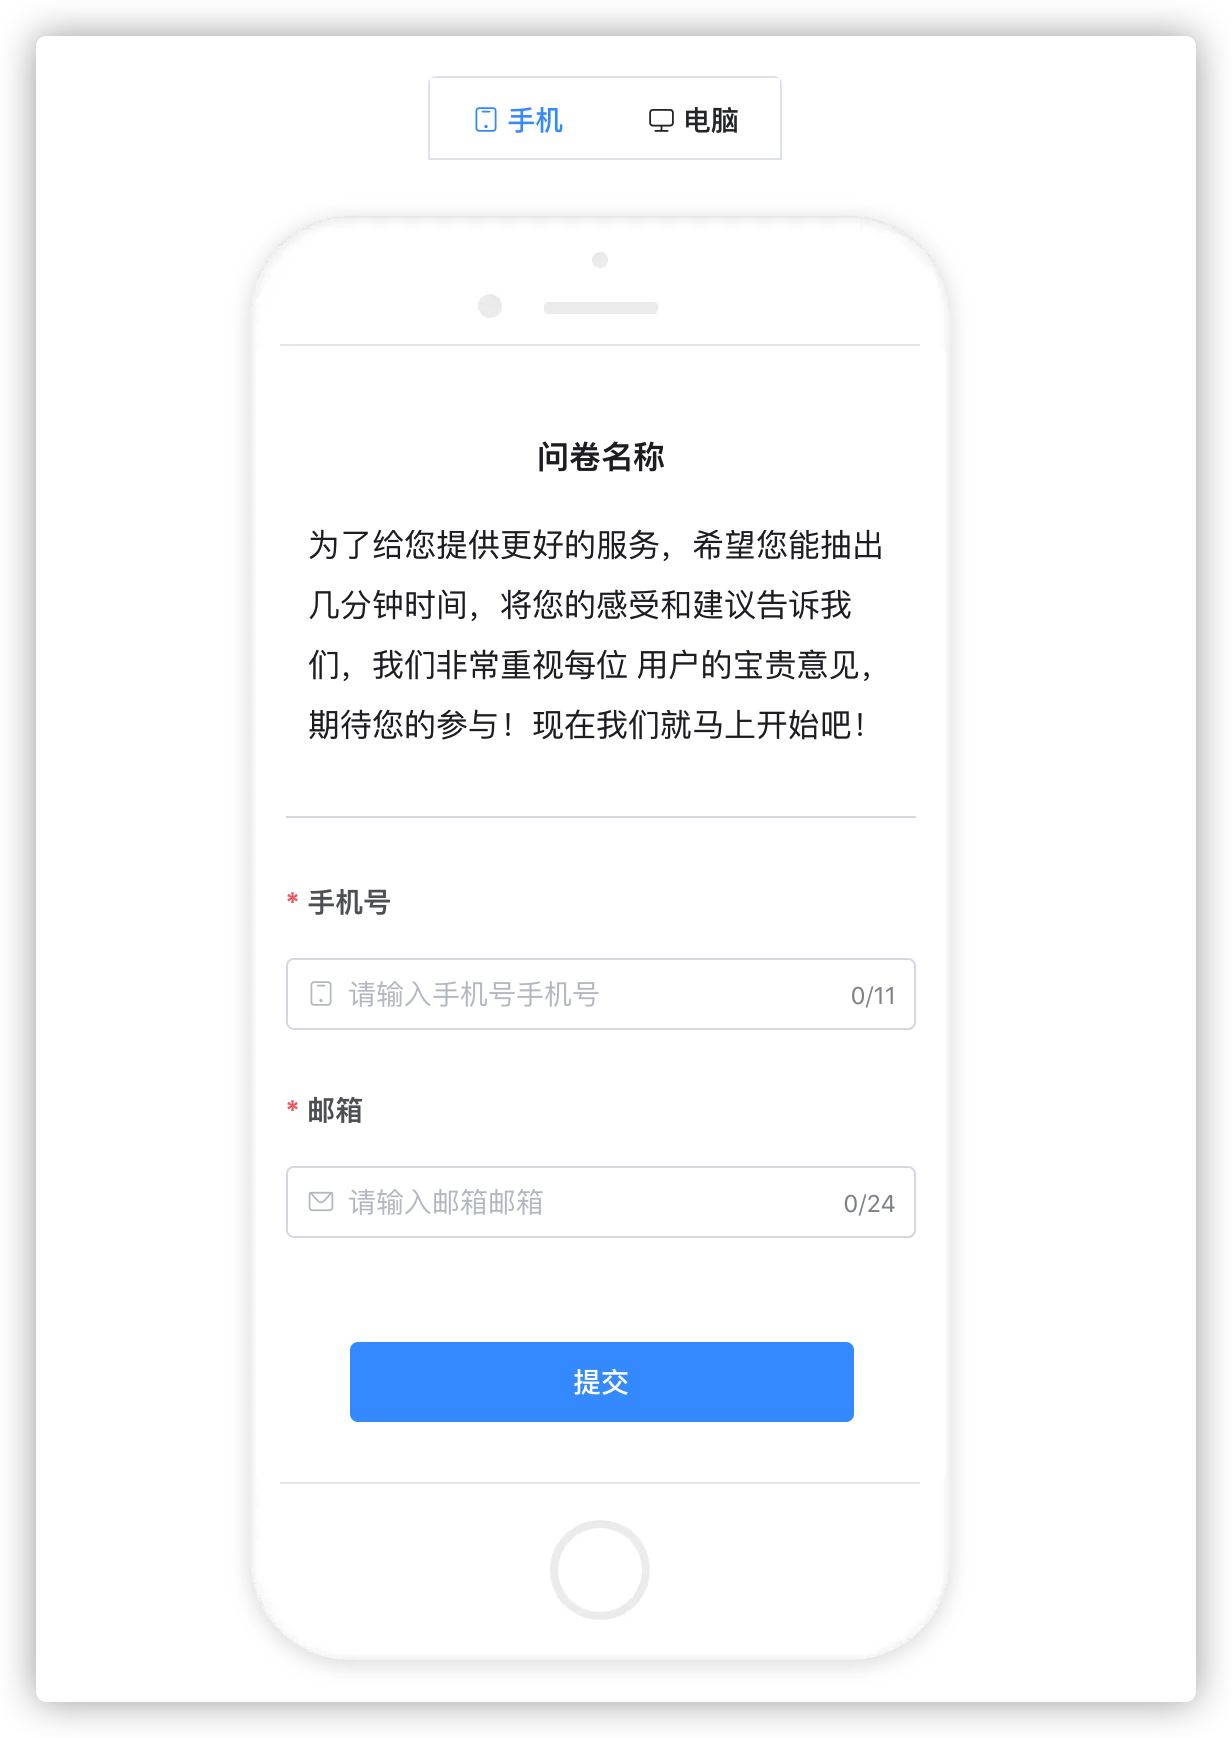 手机 电脑
问卷名称
为了给您提供更好的服务，希望您能抽出
几分钟时间，将您的感受和建议告诉我
们，我们非常重视每位 用户的宝贵意见，
期待您的参与！现在我们就马上开始吧！
* 手机号
请输入手机号手机号 0/11
* 邮箱
请输入邮箱邮箱 0/24
提交